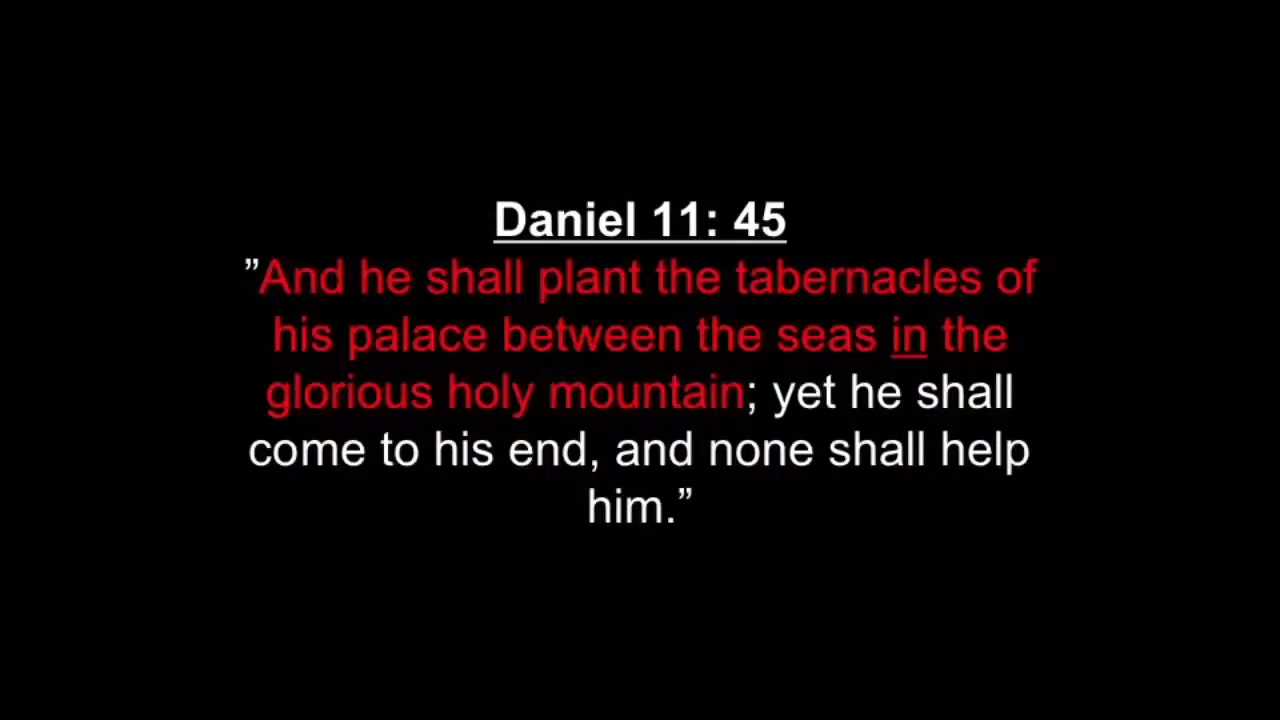 Daniel 11: 45
”And he shall plant the tabernacles of
his palace between the seas in the
glorious holy mountain; yet he shall
come to his end, and none shall help
him.”